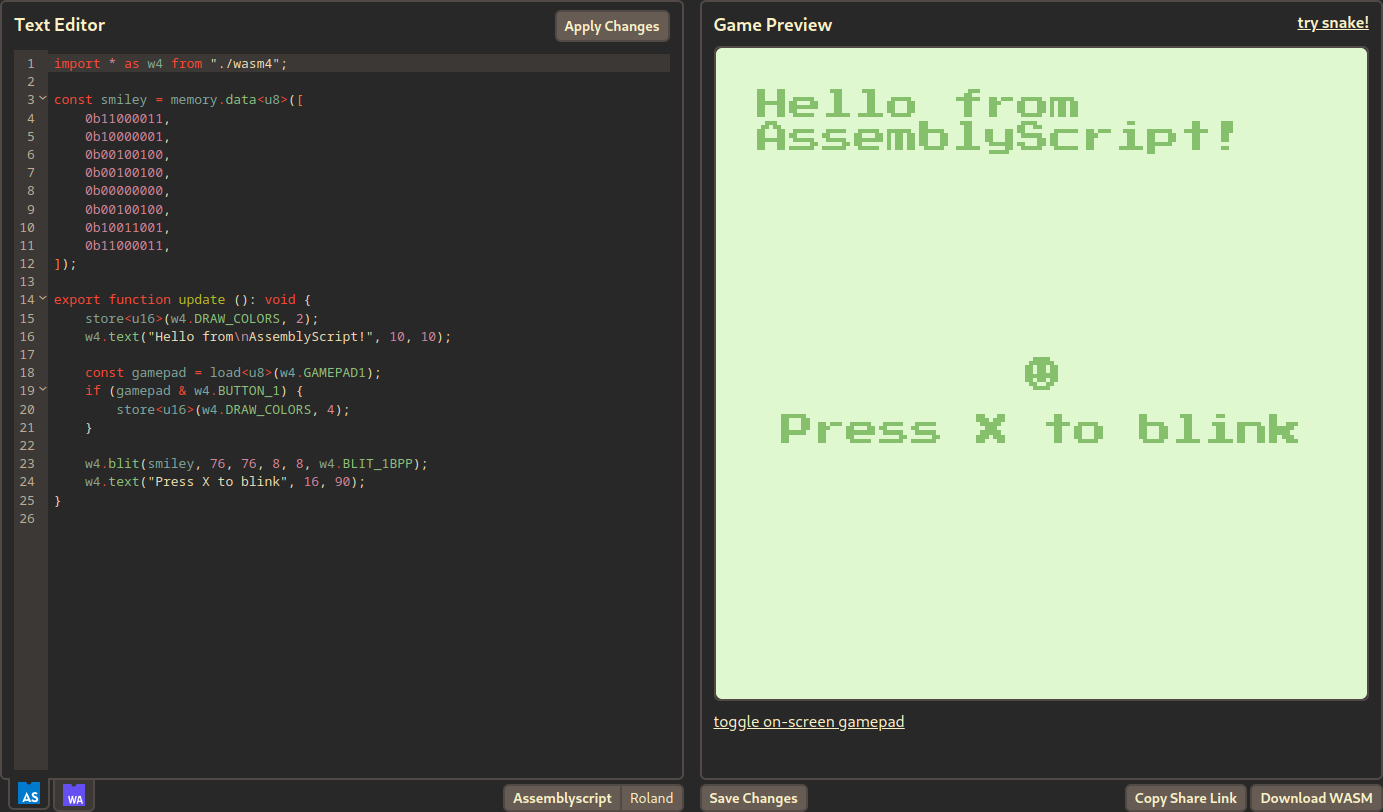 Text Editor
Apply Changes
1 import * as w4 from "./wasm4";
2
3 const smiley = memory.data<u8>([
4 0b11000011,
5 0b10000001,
6 0b00100100,
7 0b00100100,
8 0b00000000,
9 0b00100100,
10 0b10011001,
11 0b11000011,
12 ]);
13
14 export function update (): void {
15 store<u16>(w4.DRAW_COLORS, 2);
16 w4.text("Hello from\nAssemblyScript!", 10, 10);
17
18 const gamepad = load<u8>(w4.GAMEPAD1);
19 if (gamepad & w4.BUTTON_1) {
20 store<u16>(w4.DRAW_COLORS, 4);
21 }
22
23 w4.blit(smiley, 76, 76, 8, 8, w4.BLIT_1BPP);
24 w4.text("Press X to blink", 16, 90);
25 }
26
AS
WA
Assemblyscript
Roland
Game Preview
try snake!
Hello from
AssemblyScript!
Press X to blink
toggle on-screen gamepad
Save Changes
Copy Share Link
Download WASM